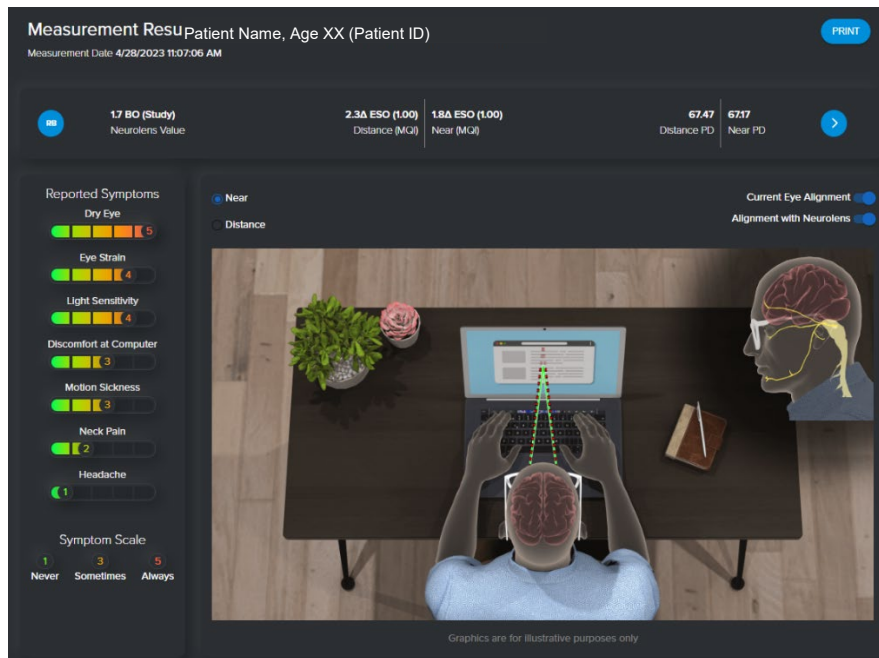 Measurement Resu Patient Name, Age XX (Patient ID)
PRINT
Measurement Date 4/28/2023 11:07:06 AM
RB
1.7 BO (Study)
Neurolens Value
2.3Δ ESO (1.00)
Distance (MQI)
1.8Δ ESO (1.00)
Near (MQI)
67.47
Distance PD
67.17
Near PD
Reported Symptoms
Dry Eye
5
Eye Strain
4
Light Sensitivity
4
Discomfort at Computer
3
Motion Sickness
3
Neck Pain
2
Headache
1
Symptom Scale
1 3 5
Never Sometimes Always
Near
Distance
Current Eye Alignment
Alignment with Neurolens
Graphics are for illustrative purposes only